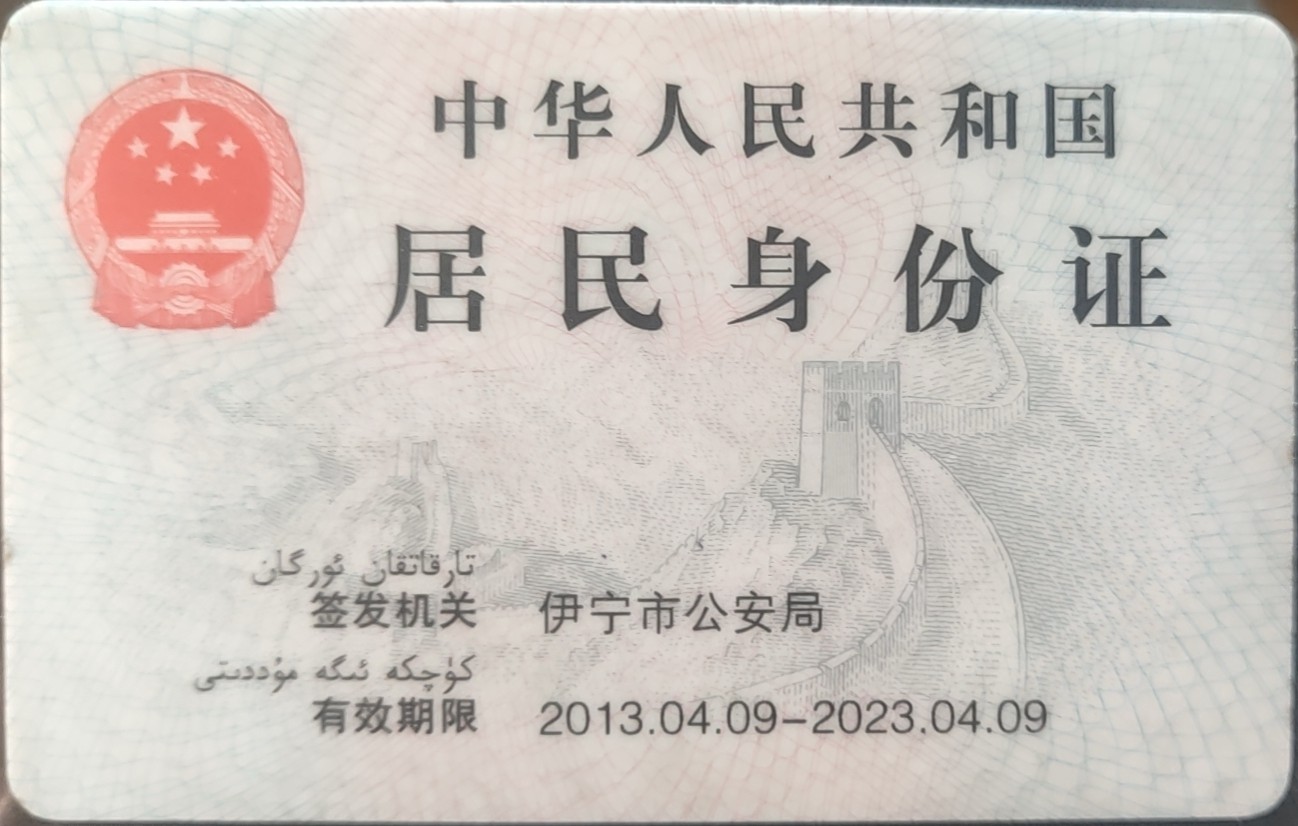 中华人民共和国
居民身份证
تارقاتقان ئورگان
签发机关 伊宁市公安局
كۈچكە ئىگە مۇددىتى
有效期限 2013.04.09-2023.04.09